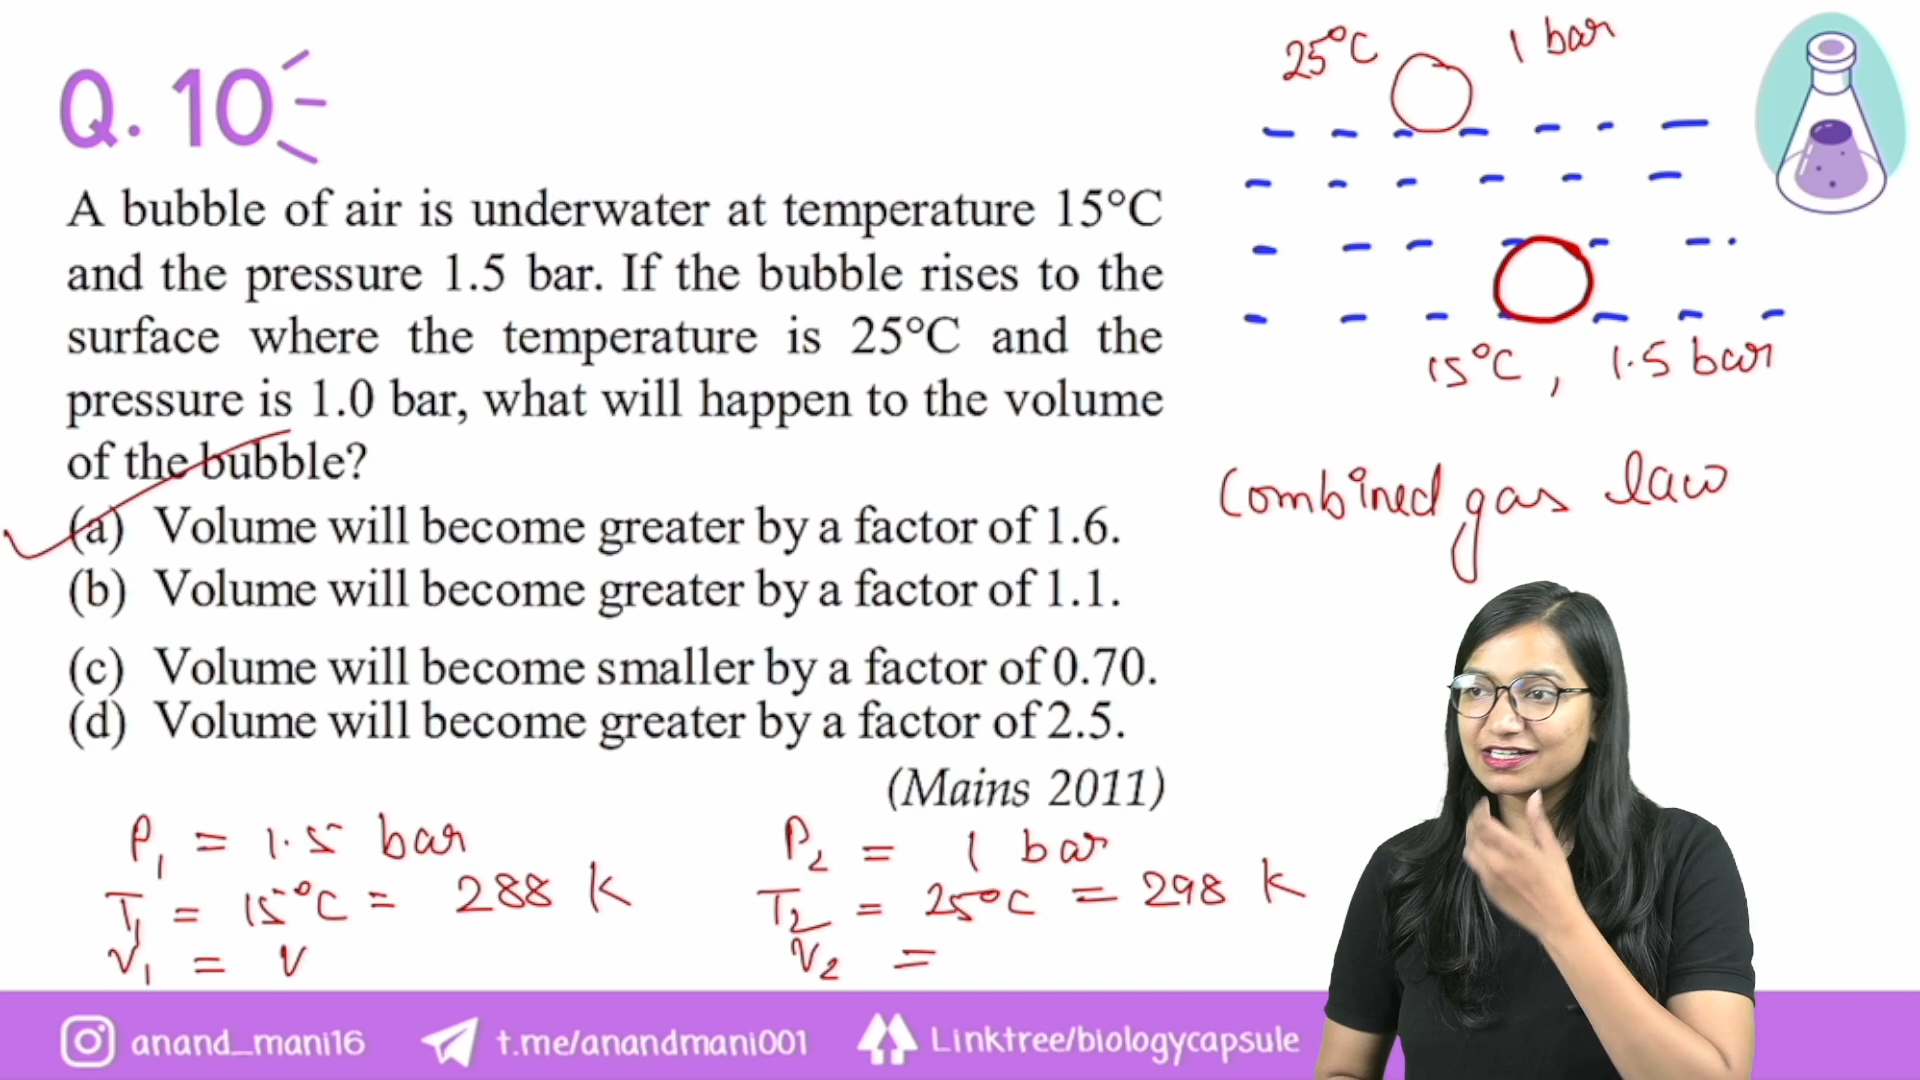 Q. 10
A bubble of air is underwater at temperature 15°C
and the pressure 1.5 bar. If the bubble rises to the
surface where the temperature is 25°C and the
pressure is 1.0 bar, what will happen to the volume
of the bubble?
(a) Volume will become greater by a factor of 1.6.
(b) Volume will become greater by a factor of 1.1.
(c) Volume will become smaller by a factor of 0.70.
(d) Volume will become greater by a factor of 2.5.
(Mains 2011)
25°C 1 bar
15°C, 1.5 bar
Combined gas law
P₁ = 1.5 bar
T₁ = 15°C = 288 K
V₁ = V
P₂ = 1 bar
T₂ = 25°C = 298 K
V₂ =
anand_mani16
t.me/anandmani001
Linktree/biologycapsule